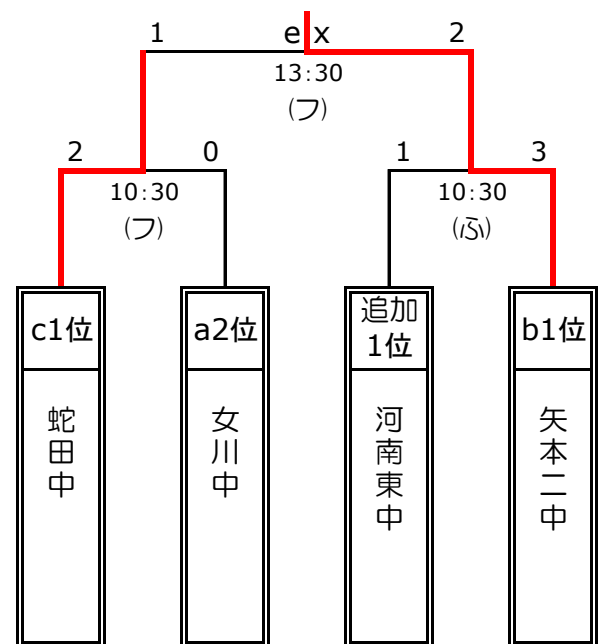 1 ex 2
13:30
(フ)
2 0 1 3
10:30 10:30
(フ) (ふ)
c1位 a2位 追加1位 b1位
蛇田中
女川中
河南東中
矢本二中